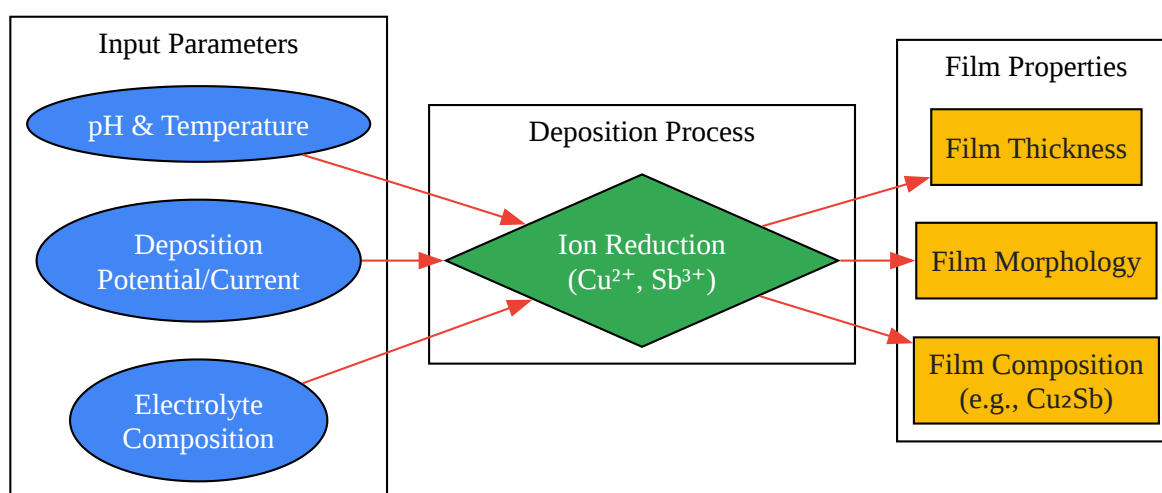 Input Parameters
pH & Temperature
Deposition
Potential/Current
Electrolyte
Composition
Deposition Process
Ion Reduction
(Cu²⁺, Sb³⁺)
Film Properties
Film Thickness
Film Morphology
Film Composition
(e.g., Cu₂Sb)